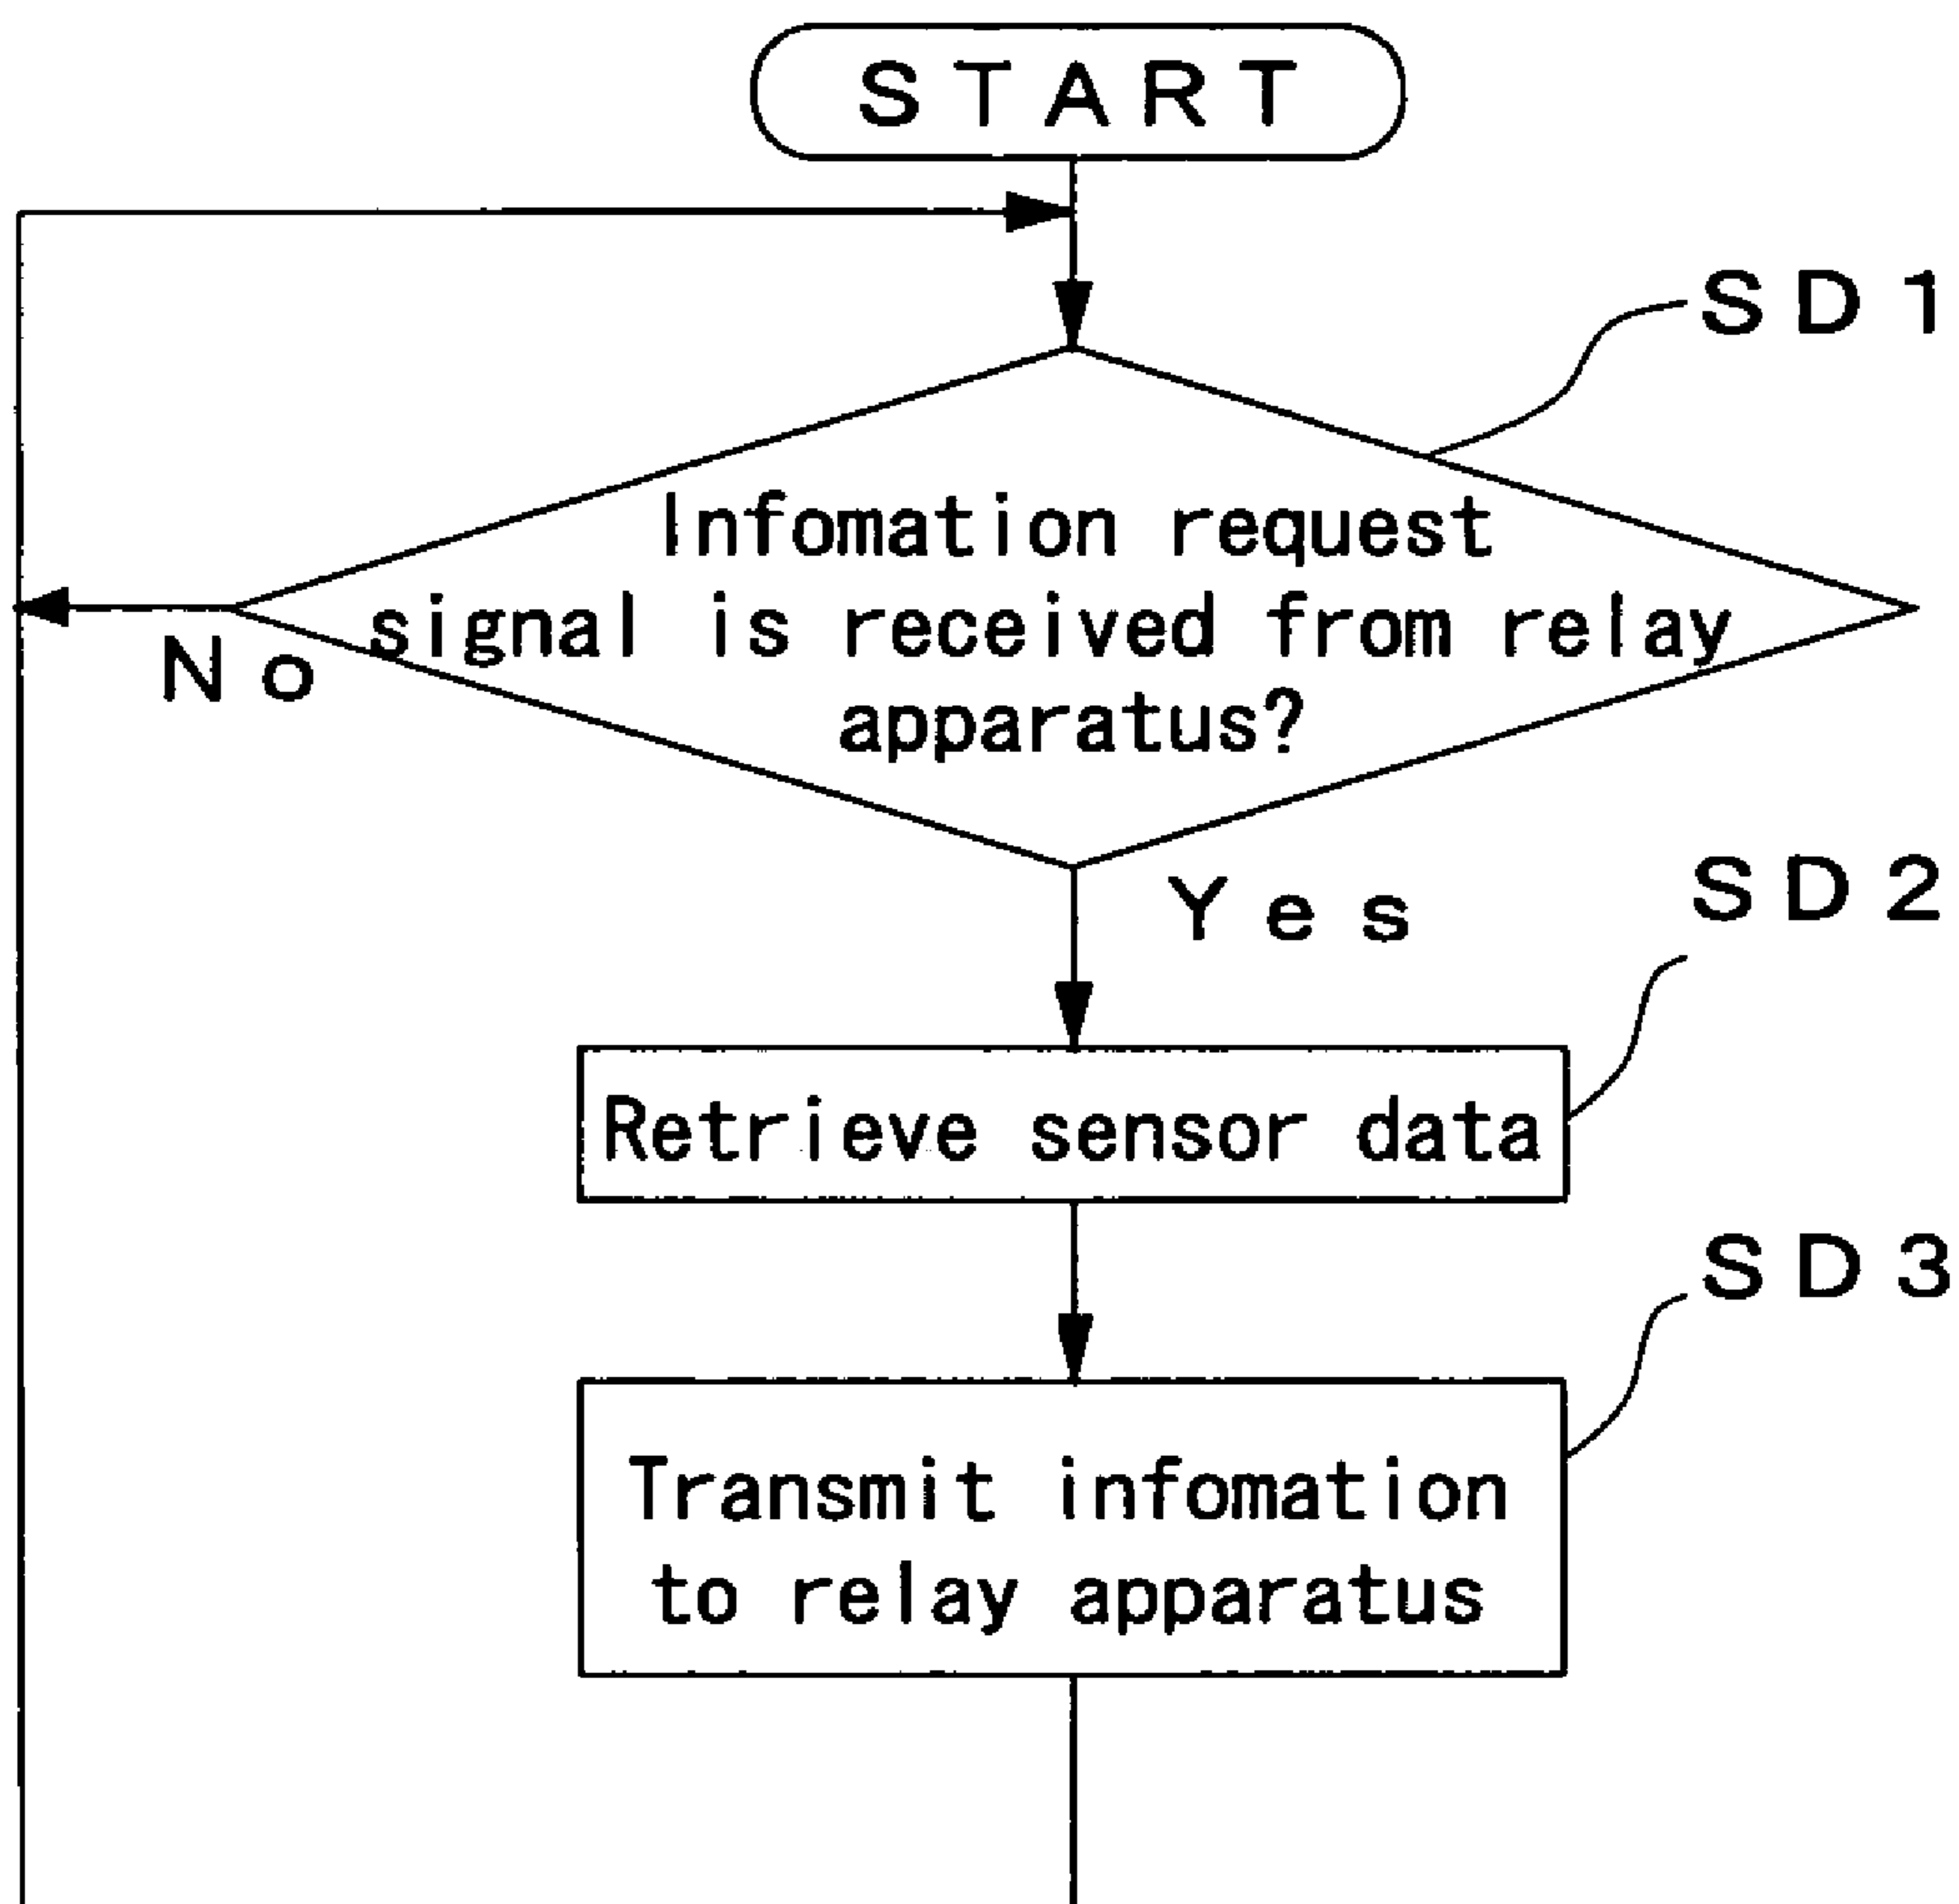 START
SD1
Infomation request
signal is received from relay
apparatus?
No
Yes
SD2
Retrieve sensor data
SD3
Transmit infomation
to relay apparatus